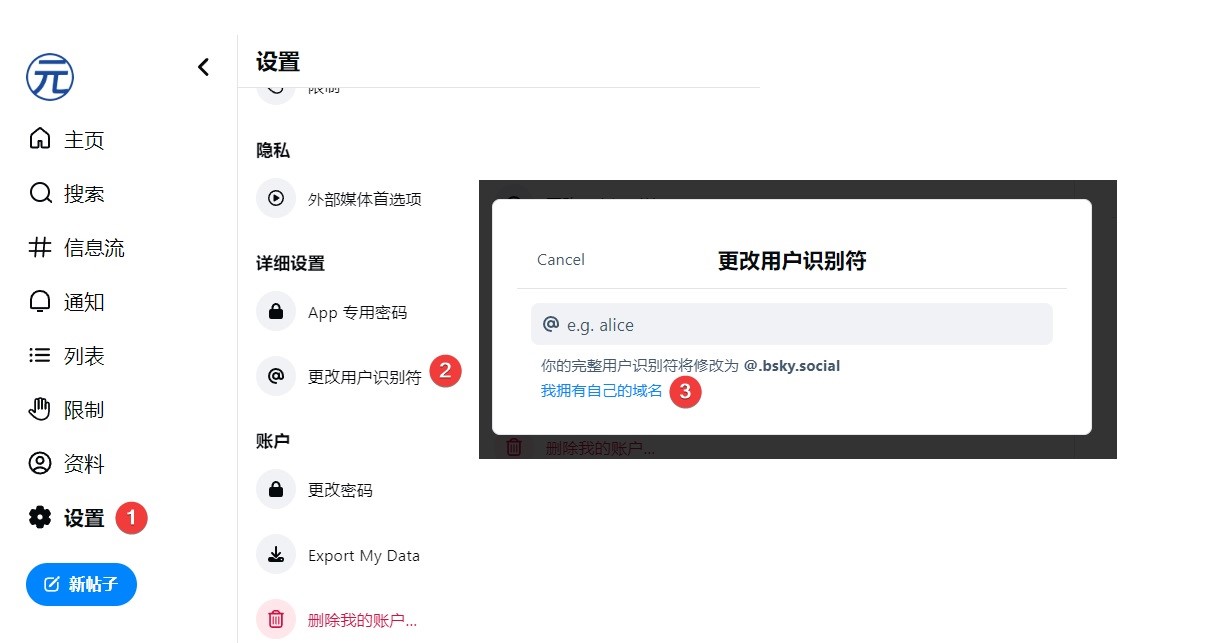 元
主页
搜索
信息流
通知
列表
限制
资料
设置 1
新帖子
设置
限制
隐私
外部媒体首选项
详细设置
App 专用密码
更改用户识别符 2
账户
更改密码
Export My Data
删除我的账户...
Cancel
更改用户识别符
@ e.g. alice
你的完整用户识别符将修改为 @.bsky.social
我拥有自己的域名 3
删除我的账户...